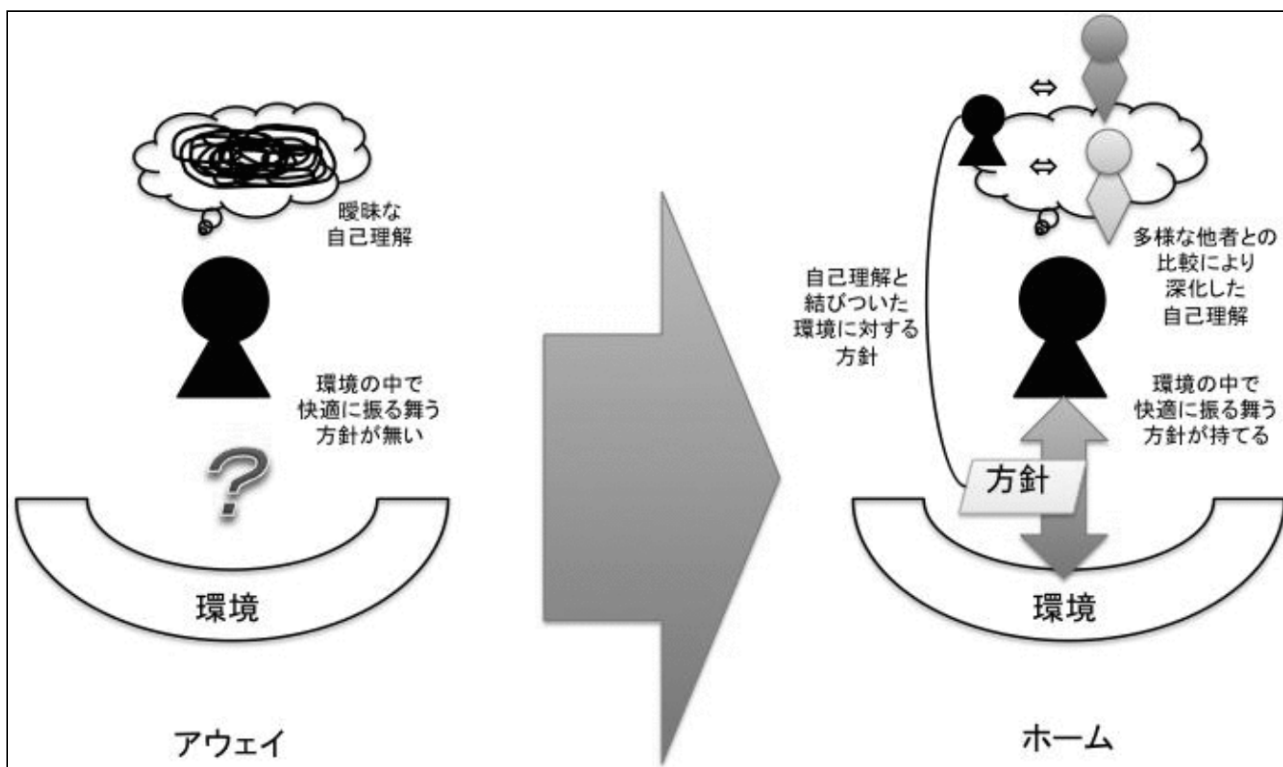 曖昧な
自己理解
環境の中で
快適に振る舞う
方針が無い
?
環境
アウェイ
多様な他者との
比較により
深化した
自己理解
自己理解と
結びついた
環境に対する
方針
環境の中で
快適に振る舞う
方針が持てる
方針
環境
ホーム